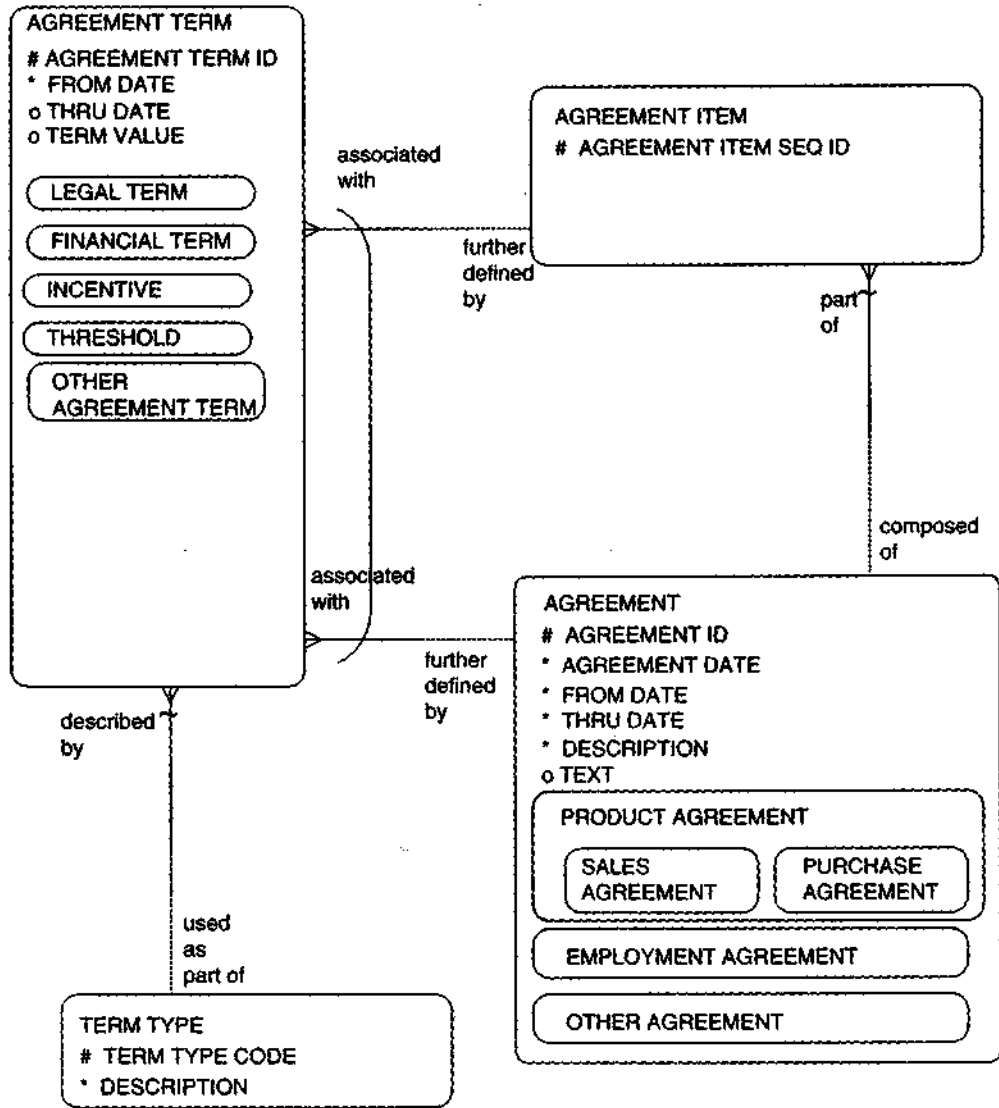 AGREEMENT TERM
# AGREEMENT TERM ID
* FROM DATE
o THRU DATE
o TERM VALUE
LEGAL TERM
FINANCIAL TERM
INCENTIVE
THRESHOLD
OTHER
AGREEMENT TERM
associated
with
further
defined
by
AGREEMENT ITEM
# AGREEMENT ITEM SEQ ID
part
of
composed
of
associated
with
further
defined
by
AGREEMENT
# AGREEMENT ID
* AGREEMENT DATE
* FROM DATE
* THRU DATE
* DESCRIPTION
o TEXT
PRODUCT AGREEMENT
SALES
AGREEMENT
PURCHASE
AGREEMENT
EMPLOYMENT AGREEMENT
OTHER AGREEMENT
described
by
used
as
part of
TERM TYPE
# TERM TYPE CODE
* DESCRIPTION